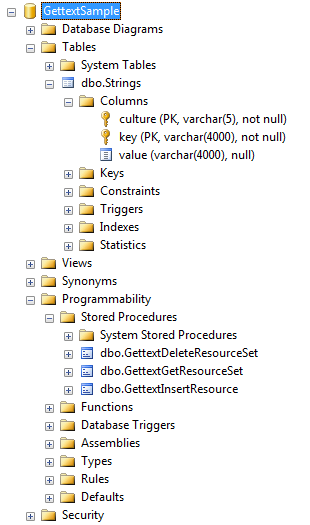 GettextSample
Database Diagrams
Tables
System Tables
dbo.Strings
Columns
culture (PK, varchar(5), not null)
key (PK, varchar(4000), not null)
value (varchar(4000), null)
Keys
Constraints
Triggers
Indexes
Statistics
Views
Synonyms
Programmability
Stored Procedures
System Stored Procedures
dbo.GettextDeleteResourceSet
dbo.GettextGetResourceSet
dbo.GettextInsertResource
Functions
Database Triggers
Assemblies
Types
Rules
Defaults
Security